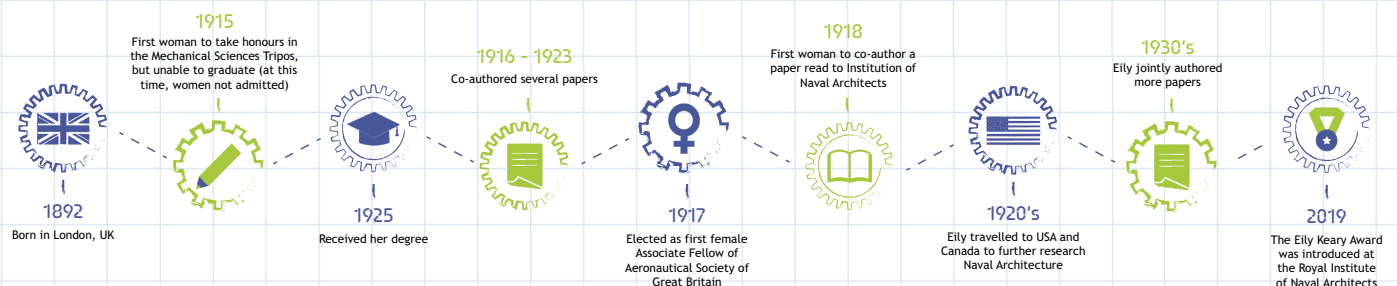 1892
Born in London, UK
1915
First woman to take honours in
the Mechanical Sciences Tripos,
but unable to graduate (at this
time, women not admitted)
1925
Received her degree
1916 - 1923
Co-authored several papers
1917
Elected as first female
Associate Fellow of
Aeronautical Society of
Great Britain
1918
First woman to co-author a
paper read to Institution of
Naval Architects
1920's
Eily travelled to USA and
Canada to further research
Naval Architecture
1930's
Eily jointly authored
more papers
2019
The Eily Keary Award
was introduced at
the Royal Institute
of Naval Architects